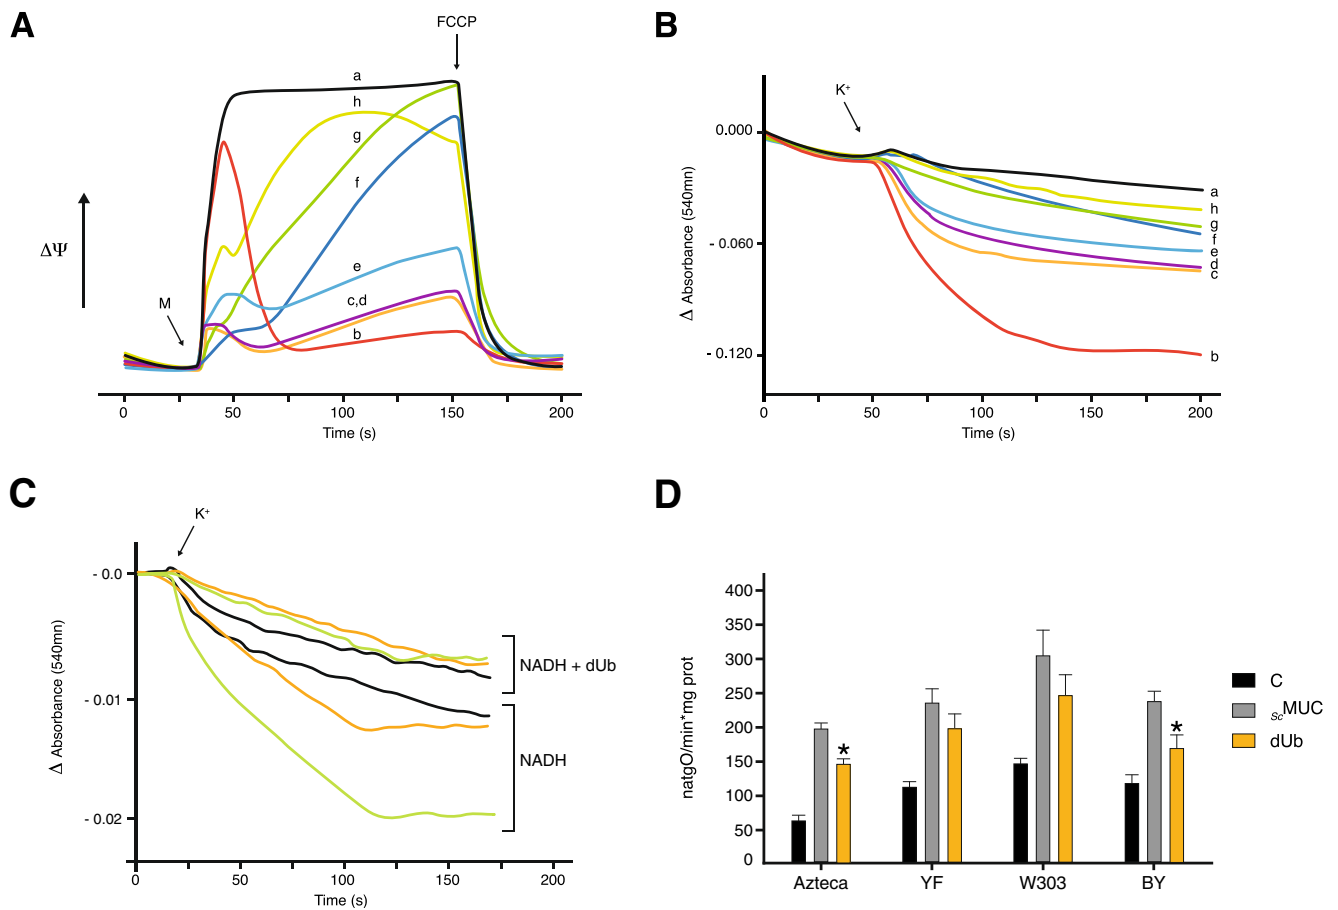 A
FCCP
a
h
g
f
e
c,d
b
ΔΨ
M
0
50
100
150
200
Time (s)
B
K+
0.000
- 0.060
- 0.120
Δ Absorbance (540mn)
a
h
g
f
e
d
c
b
0
50
100
150
200
Time (s)
C
K+
- 0.0
- 0.01
- 0.02
Δ Absorbance (540mn)
NADH + dUb
NADH
0
50
100
150
200
Time (s)
D
400
350
300
250
200
150
100
50
0
natgO/min*mg prot
*
*
Azteca
YF
W303
BY
C
ScMUC
dUb